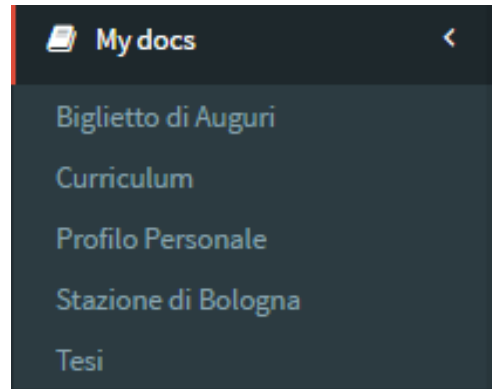 My docs
Biglietto di Auguri
Curriculum
Profilo Personale
Stazione di Bologna
Tesi